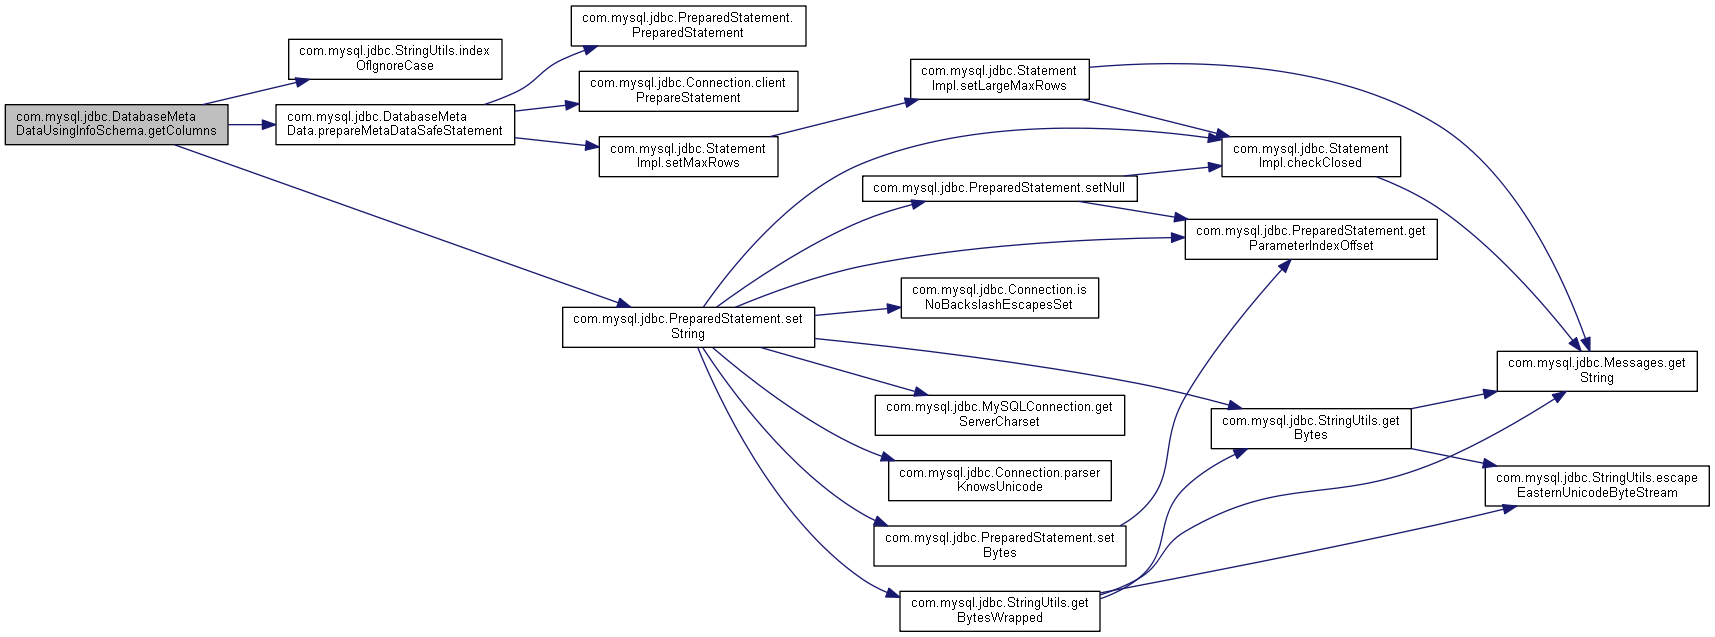 com.mysql.jdbc.DatabaseMeta
DataUsingInfoSchema.getColumns
com.mysql.jdbc.StringUtils.index
OfIgnoreCase
com.mysql.jdbc.DatabaseMeta
Data.prepareMetaDataSafeStatement
com.mysql.jdbc.PreparedStatement.
PreparedStatement
com.mysql.jdbc.Connection.client
PrepareStatement
com.mysql.jdbc.Statement
Impl.setMaxRows
com.mysql.jdbc.PreparedStatement.set
String
com.mysql.jdbc.Statement
Impl.setLargeMaxRows
com.mysql.jdbc.PreparedStatement.setNull
com.mysql.jdbc.Connection.is
NoBackslashEscapesSet
com.mysql.jdbc.MySQLConnection.get
ServerCharset
com.mysql.jdbc.Connection.parser
KnowsUnicode
com.mysql.jdbc.PreparedStatement.set
Bytes
com.mysql.jdbc.StringUtils.get
BytesWrapped
com.mysql.jdbc.Statement
Impl.checkClosed
com.mysql.jdbc.PreparedStatement.get
ParameterIndexOffset
com.mysql.jdbc.StringUtils.get
Bytes
com.mysql.jdbc.Messages.get
String
com.mysql.jdbc.StringUtils.escape
EasternUnicodeByteStream